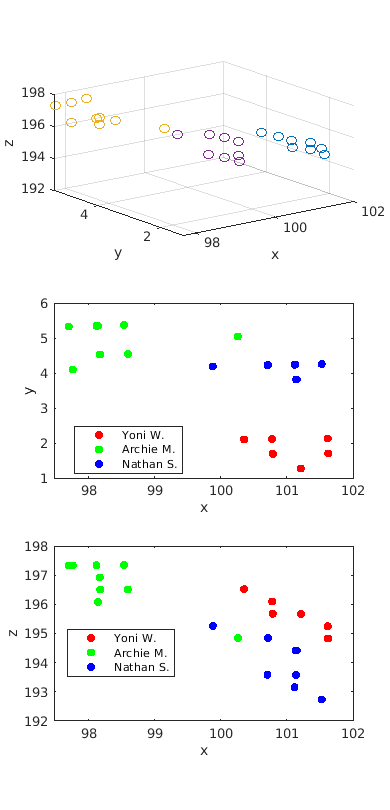 198
196
194
192
z
4
2
y
98
100
102
x
6
5
4
3
2
1
y
Yoni W.
Archie M.
Nathan S.
98 99 100 101 102
x
198
197
196
195
194
193
192
z
Yoni W.
Archie M.
Nathan S.
98 99 100 101 102
x